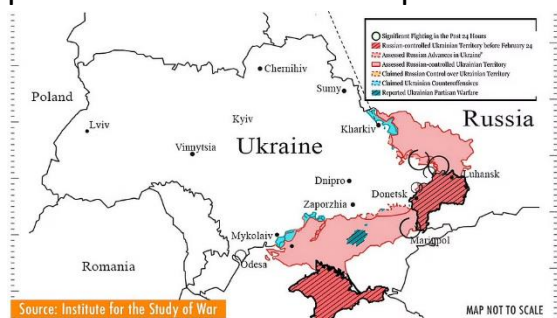 Significant Fighting in the Past 24 Hours
Russian-controlled Ukrainian Territory before February 24
Assessed Russian Advances in Ukraine*
Assessed Russian-controlled Ukrainian Territory
Claimed Russian Control over Ukrainian Territory
Claimed Ukrainian Counteroffensives
Reported Ukrainian Partisan Warfare
Chernihiv
Sumy
Poland
Lviv
Kyiv
Kharkiv
Russia
Ukraine
Vinnytsia
Luhansk
Dnipro
Donetsk
Zaporzhia
Mykolaiv
Mariupol
Romania
Odesa
Source: Institute for the Study of War
MAP NOT TO SCALE